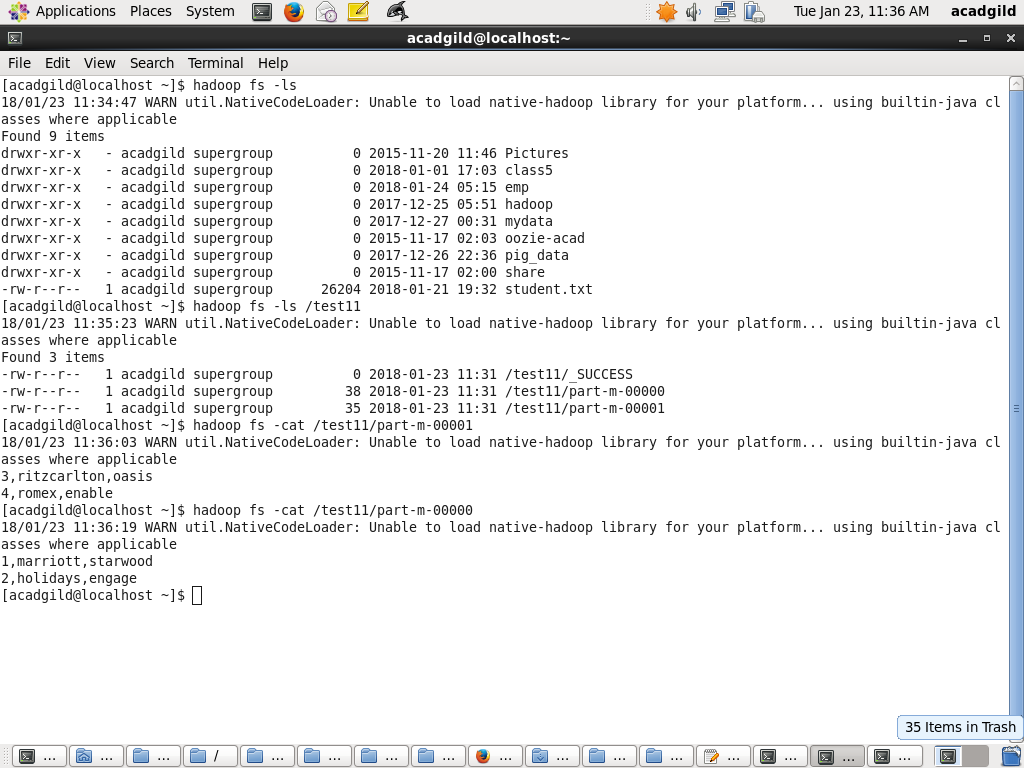 Applications Places System Tue Jan 23, 11:36 AM acadgild
acadgild@localhost:~
File Edit View Search Terminal Help
[acadgild@localhost ~]$ hadoop fs -ls
18/01/23 11:34:47 WARN util.NativeCodeLoader: Unable to load native-hadoop library for your platform... using builtin-java cl
asses where applicable
Found 9 items
drwxr-xr-x   - acadgild supergroup          0 2015-11-20 11:46 Pictures
drwxr-xr-x   - acadgild supergroup          0 2018-01-01 17:03 class5
drwxr-xr-x   - acadgild supergroup          0 2018-01-24 05:15 emp
drwxr-xr-x   - acadgild supergroup          0 2017-12-25 05:51 hadoop
drwxr-xr-x   - acadgild supergroup          0 2017-12-27 00:31 mydata
drwxr-xr-x   - acadgild supergroup          0 2015-11-17 02:03 oozie-acad
drwxr-xr-x   - acadgild supergroup          0 2017-12-26 22:36 pig_data
drwxr-xr-x   - acadgild supergroup          0 2015-11-17 02:00 share
-rw-r--r--   1 acadgild supergroup      26204 2018-01-21 19:32 student.txt
[acadgild@localhost ~]$ hadoop fs -ls /test11
18/01/23 11:35:23 WARN util.NativeCodeLoader: Unable to load native-hadoop library for your platform... using builtin-java cl
asses where applicable
Found 3 items
-rw-r--r--   1 acadgild supergroup          0 2018-01-23 11:31 /test11/_SUCCESS
-rw-r--r--   1 acadgild supergroup         38 2018-01-23 11:31 /test11/part-m-00000
-rw-r--r--   1 acadgild supergroup         35 2018-01-23 11:31 /test11/part-m-00001
[acadgild@localhost ~]$ hadoop fs -cat /test11/part-m-00001
18/01/23 11:36:03 WARN util.NativeCodeLoader: Unable to load native-hadoop library for your platform... using builtin-java cl
asses where applicable
3,ritzcarlton,oasis
4,romex,enable
[acadgild@localhost ~]$ hadoop fs -cat /test11/part-m-00000
18/01/23 11:36:19 WARN util.NativeCodeLoader: Unable to load native-hadoop library for your platform... using builtin-java cl
asses where applicable
1,marriott,starwood
2,holidays,engage
[acadgild@localhost ~]$
35 Items in Trash
... ... ... / ... ... ... ... ... ... ... ... ... ... ... ...